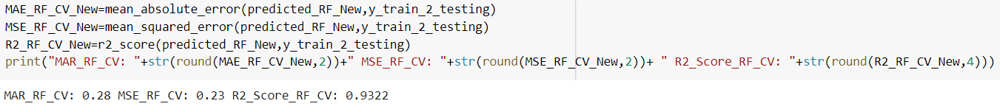 MAE_RF_CV_New=mean_absolute_error(predicted_RF_New,y_train_2_testing)
MSE_RF_CV_New=mean_squared_error(predicted_RF_New,y_train_2_testing)
R2_RF_CV_New=r2_score(predicted_RF_New,y_train_2_testing)
print("MAR_RF_CV: "+str(round(MAE_RF_CV_New,2))+" MSE_RF_CV: "+str(round(MSE_RF_CV_New,2))+ " R2_Score_RF_CV: "+str(round(R2_RF_CV_New,4)))
MAR_RF_CV: 0.28 MSE_RF_CV: 0.23 R2_Score_RF_CV: 0.9322